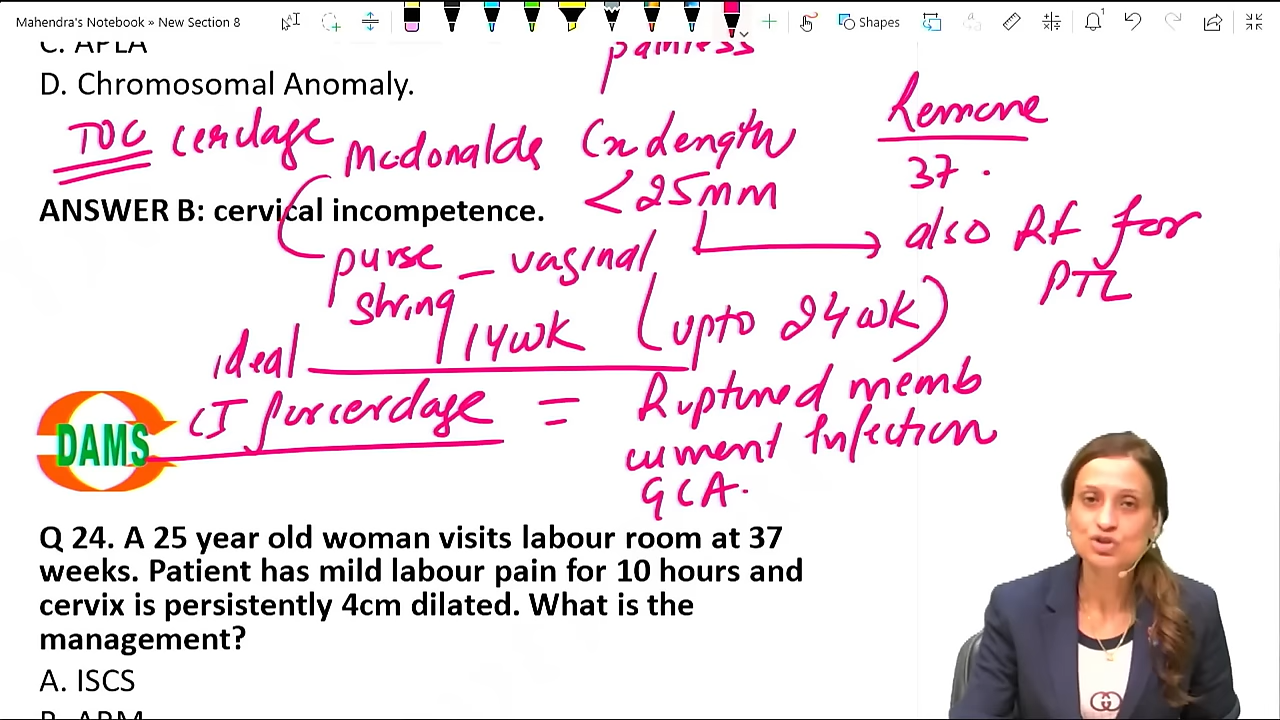 Mahendra's Notebook » New Section 8
Shapes
C. APLA
painless
D. Chromosomal Anomaly.
Remove
37.
TOC cerclage Mcdonalds Cx length
<25mm
ANSWER B: cervical incompetence.
also RF for
PTL
purse string - vaginal
ideal 14wk (upto 24wk)
CI for cerclage = Ruptured memb
current Infection
GCA.
DAMS
Q 24. A 25 year old woman visits labour room at 37
weeks. Patient has mild labour pain for 10 hours and
cervix is persistently 4cm dilated. What is the
management?
A. ISCS
B. ARM